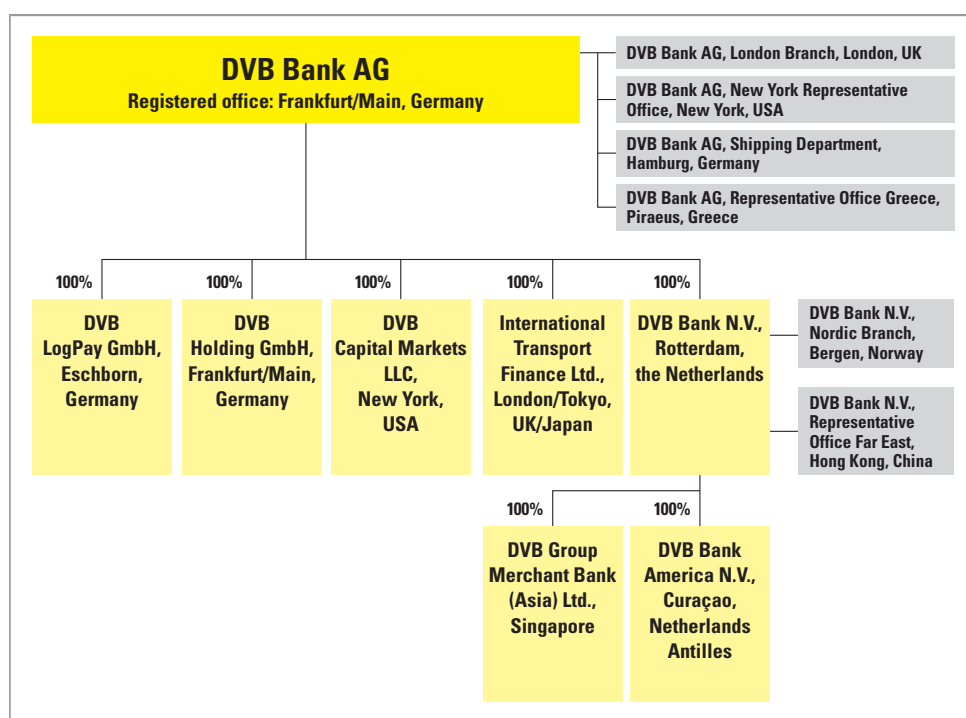 DVB Bank AG
Registered office: Frankfurt/Main, Germany
DVB Bank AG, London Branch, London, UK
DVB Bank AG, New York Representative
Office, New York, USA
DVB Bank AG, Shipping Department,
Hamburg, Germany
DVB Bank AG, Representative Office Greece,
Piraeus, Greece
100%
DVB
LogPay GmbH,
Eschborn,
Germany
100%
DVB
Holding GmbH,
Frankfurt/Main,
Germany
100%
DVB
Capital Markets
LLC,
New York,
USA
100%
International
Transport
Finance Ltd.,
London/Tokyo,
UK/Japan
100%
DVB Bank N.V.,
Rotterdam,
the Netherlands
DVB Bank N.V.,
Nordic Branch,
Bergen, Norway
DVB Bank N.V.,
Representative
Office Far East,
Hong Kong, China
100%
DVB Group
Merchant Bank
(Asia) Ltd.,
Singapore
100%
DVB Bank
America N.V.,
Curaçao,
Netherlands
Antilles